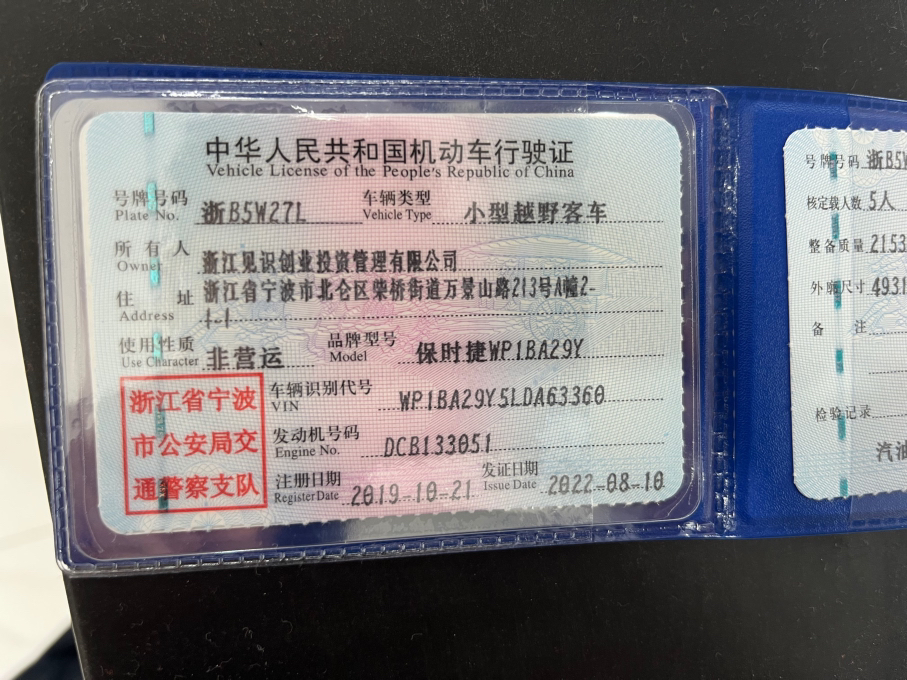 中华人民共和国机动车行驶证
Vehicle License of the People's Republic of China
号牌号码 浙B5W27L 车辆类型 小型越野客车
Plate No. Vehicle Type
所有人 浙江见识创业投资管理有限公司
Owner
住址 浙江省宁波市北仑区柴桥街道万景山路213号A幢2-
Address 1-1
使用性质 非营运 品牌型号 保时捷WP1BA29Y
Use Character Model
浙江省宁波
市公安局交
通警察支队
车辆识别代号 WP1BA29Y5LDA63360
VIN
发动机号码 DCB133051
Engine No.
注册日期 2019-10-21 发证日期 2022-08-10
Register Date Issue Date
号牌号码 浙B5W
核定载人数 5人
整备质量 2153
外廓尺寸 4931
备注
检验记录
汽油